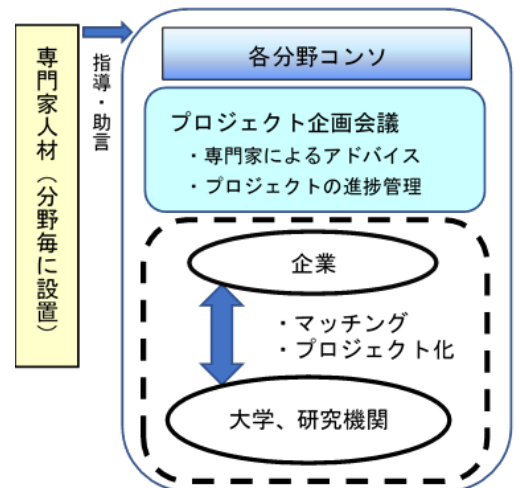 専門家人材（分野毎に設置）
指導・助言
各分野コンソ
プロジェクト企画会議
・専門家によるアドバイス
・プロジェクトの進捗管理
企業
・マッチング
・プロジェクト化
大学、研究機関